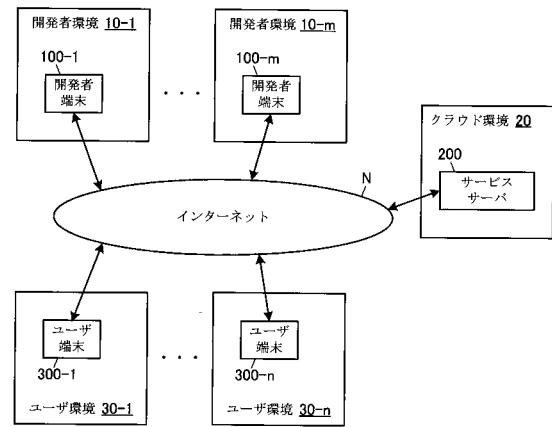 開発者環境 10-1
100-1
開発者
端末
・・・
開発者環境 10-m
100-m
開発者
端末
クラウド環境 20
200
サービス
サーバ
N
インターネット
ユーザ
端末
300-1
ユーザ環境 30-1
・・・
ユーザ
端末
300-n
ユーザ環境 30-n